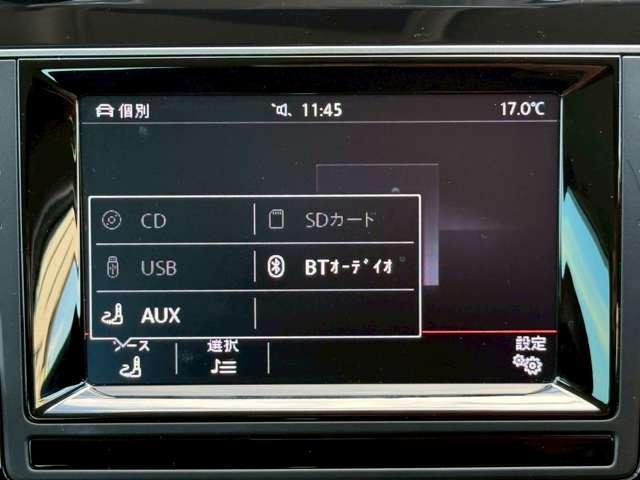 個別 11:45 17.0℃
CD SDカード
USB BTｵｰﾃﾞｨｵ
AUX
ソース 選択 設定